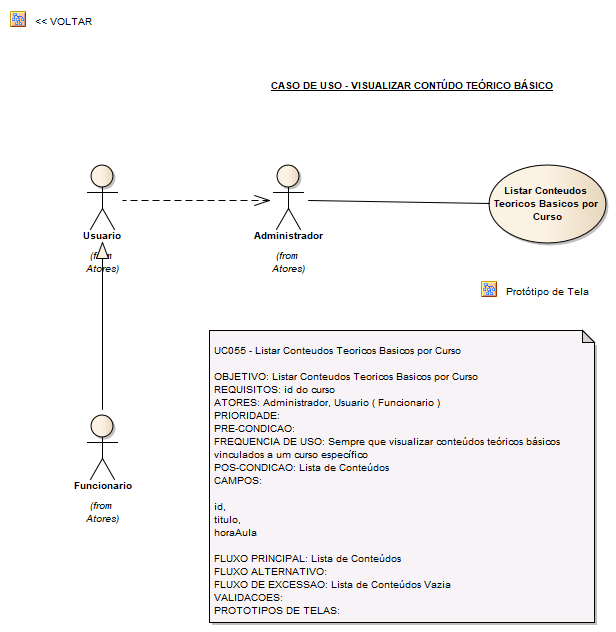 << VOLTAR
CASO DE USO - VISUALIZAR CONTÚDO TEÓRICO BÁSICO
Listar Conteudos
Teoricos Basicos por
Curso
Usuario
(from
Atores)
Administrador
(from
Atores)
Protótipo de Tela
UC055 - Listar Conteudos Teoricos Basicos por Curso
OBJETIVO: Listar Conteudos Teoricos Basicos por Curso
REQUISITOS: id do curso
ATORES: Administrador, Usuario ( Funcionario )
PRIORIDADE:
PRE-CONDICAO:
FREQUENCIA DE USO: Sempre que visualizar conteúdos teóricos básicos
vinculados a um curso específico
POS-CONDICAO: Lista de Conteúdos
CAMPOS:
id,
titulo,
horaAula
FLUXO PRINCIPAL: Lista de Conteúdos
FLUXO ALTERNATIVO:
FLUXO DE EXCESSAO: Lista de Conteúdos Vazia
VALIDACOES:
PROTOTIPOS DE TELAS:
Funcionario
(from
Atores)